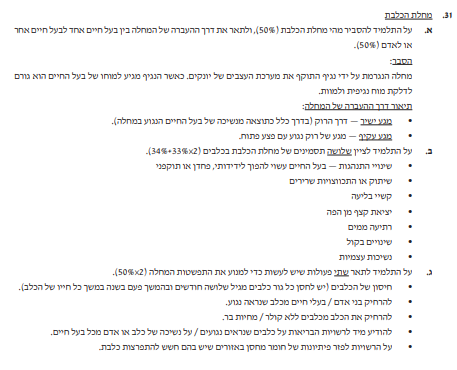 31. מחלת הכלבת
א. על התלמיד להסביר מהי מחלת הכלבת (50%), ולתאר את דרך ההעברה של המחלה בין בעל חיים אחד לבעל חיים אחר
או לאדם (50%).
הסבר:
מחלה הנגרמת על ידי נגיף התוקף את מערכת העצבים של יונקים. כאשר הנגיף מגיע למוחו של בעל החיים הוא גורם
לדלקת מוח נגיפית ולמוות.
תיאור דרך ההעברה של המחלה:
• מגע ישיר — דרך הרוק (בדרך כלל כתוצאה מנשיכה של בעל החיים הנגוע במחלה).
• מגע עקיף — מגע של רוק נגוע עם פצע פתוח.
ב. על התלמיד לציין שלושה תסמינים של מחלת הכלבת בכלבים (34%+33%×2).
• שינויי התנהגות — בעל החיים עשוי להפוך לידידותי, פחדן או תוקפני
• שיתוק או התכווצויות שרירים
• קשיי בליעה
• יציאת קצף מן הפה
• רתיעה ממים
• שינויים בקול
• נשיכות עצמיות
ג. על התלמיד לתאר שתי פעולות שיש לעשות כדי למנוע את התפשטות המחלה (50%×2).
• חיסון של הכלבים (יש לחסן כל גור כלבים מגיל שלושה חודשים ובהמשך פעם בשנה במשך כל חייו של הכלב).
• להרחיק בני אדם / בעלי חיים מכלב שנראה נגוע.
• להרחיק את הכלב מכלבים ללא קולר / מחיות בר.
• להודיע מיד לרשויות הבריאות על כלבים שנראים נגועים / על נשיכה של כלב או אדם מכל בעל חיים.
• על הרשויות לפזר פיתיונות של חומר מחסן באזורים שיש בהם חשש להתפרצות כלבת.